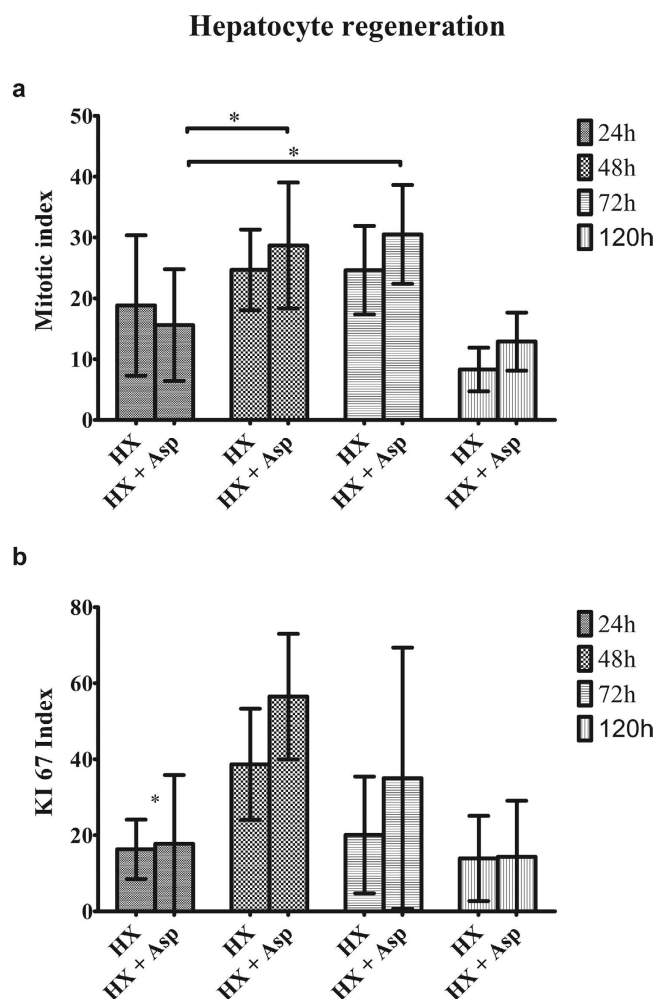 Hepatocyte regeneration
a
50
40
30
20
10
0
Mitotic index
*
*
24h
48h
72h
120h
HX
HX + Asp
HX
HX + Asp
HX
HX + Asp
HX
HX + Asp
b
80
60
40
20
0
KI 67 Index
*
24h
48h
72h
120h
HX
HX + Asp
HX
HX + Asp
HX
HX + Asp
HX
HX + Asp